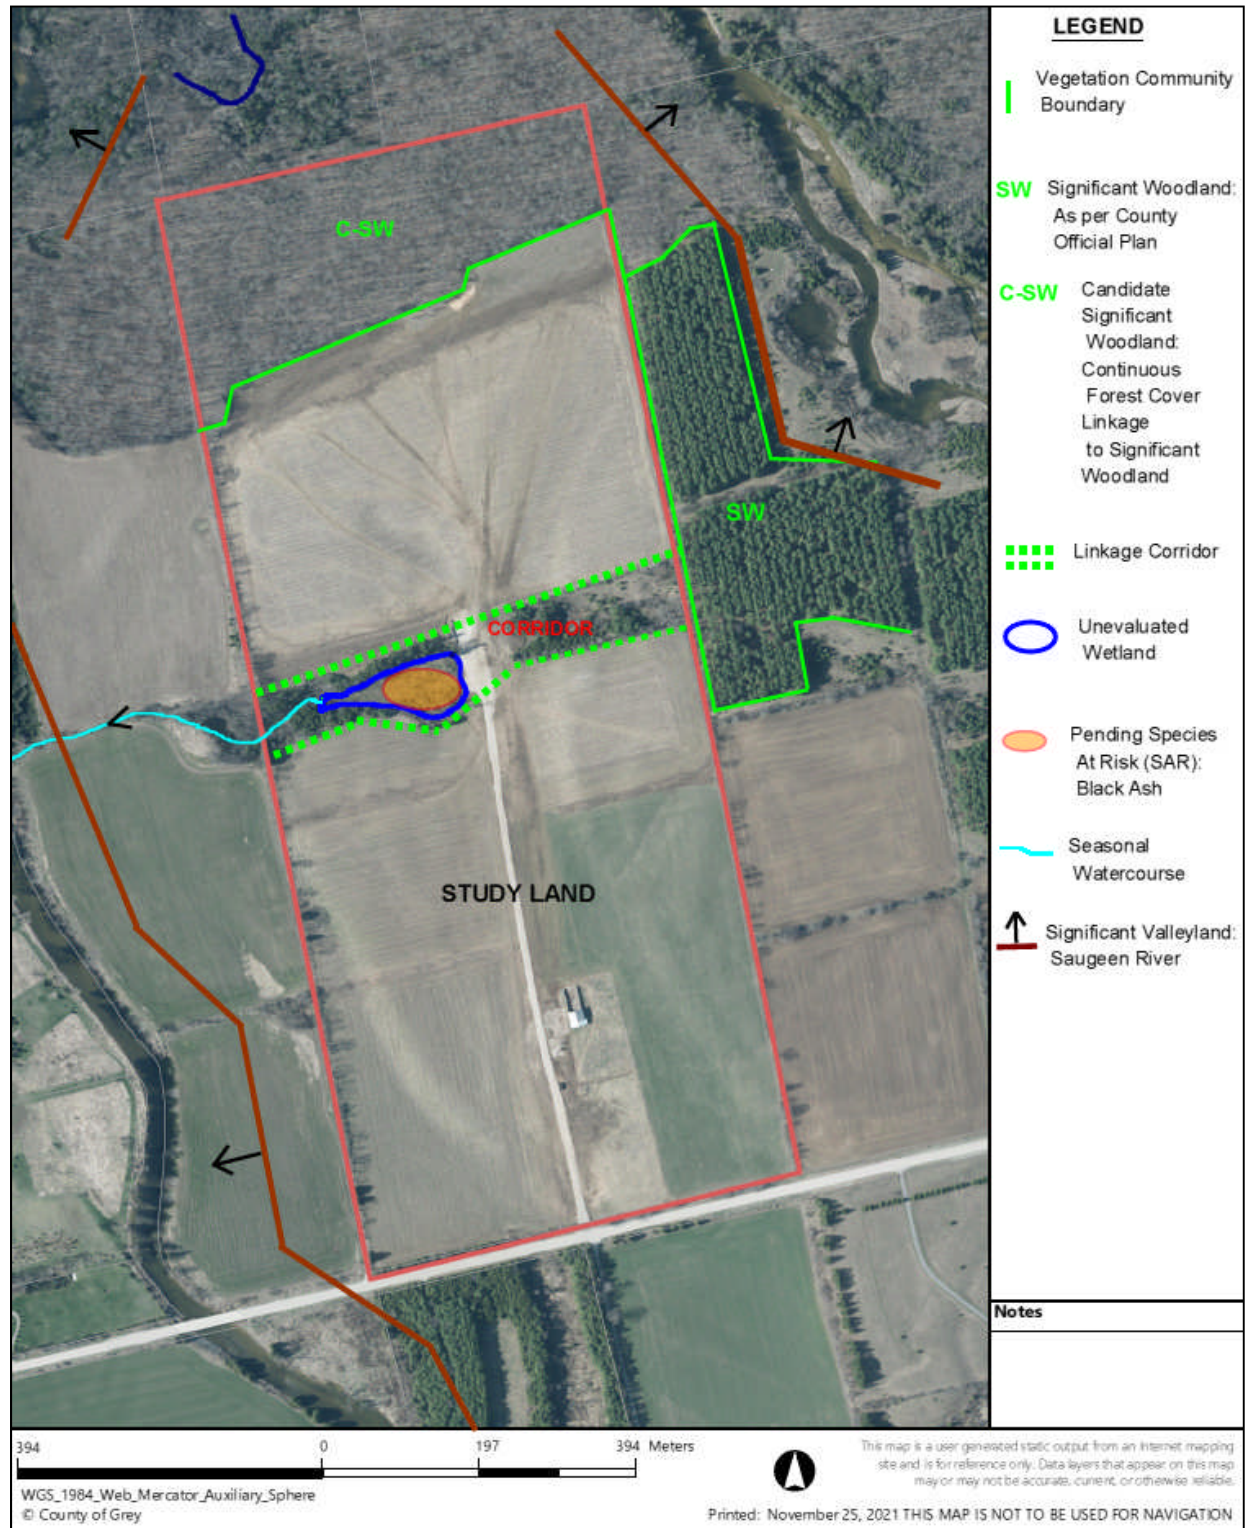 LEGEND
Vegetation Community
Boundary
SW Significant Woodland:
As per County
Official Plan
C-SW Candidate
Significant
Woodland:
Continuous
Forest Cover
Linkage
to Significant
Woodland
Linkage Corridor
Unevaluated
Wetland
Pending Species
At Risk (SAR):
Black Ash
Seasonal
Watercourse
Significant Valleyland:
Saugeen River
Notes
C-SW
SW
CORRIDOR
STUDY LAND
394 0 197 394 Meters
WGS_1984_Web_Mercator_Auxiliary_Sphere
© County of Grey
This map is a user generated static output from an Internet mapping
site and is for reference only. Data layers that appear on this map
may or may not be accurate, current, or otherwise reliable.
Printed: November 25, 2021 THIS MAP IS NOT TO BE USED FOR NAVIGATION